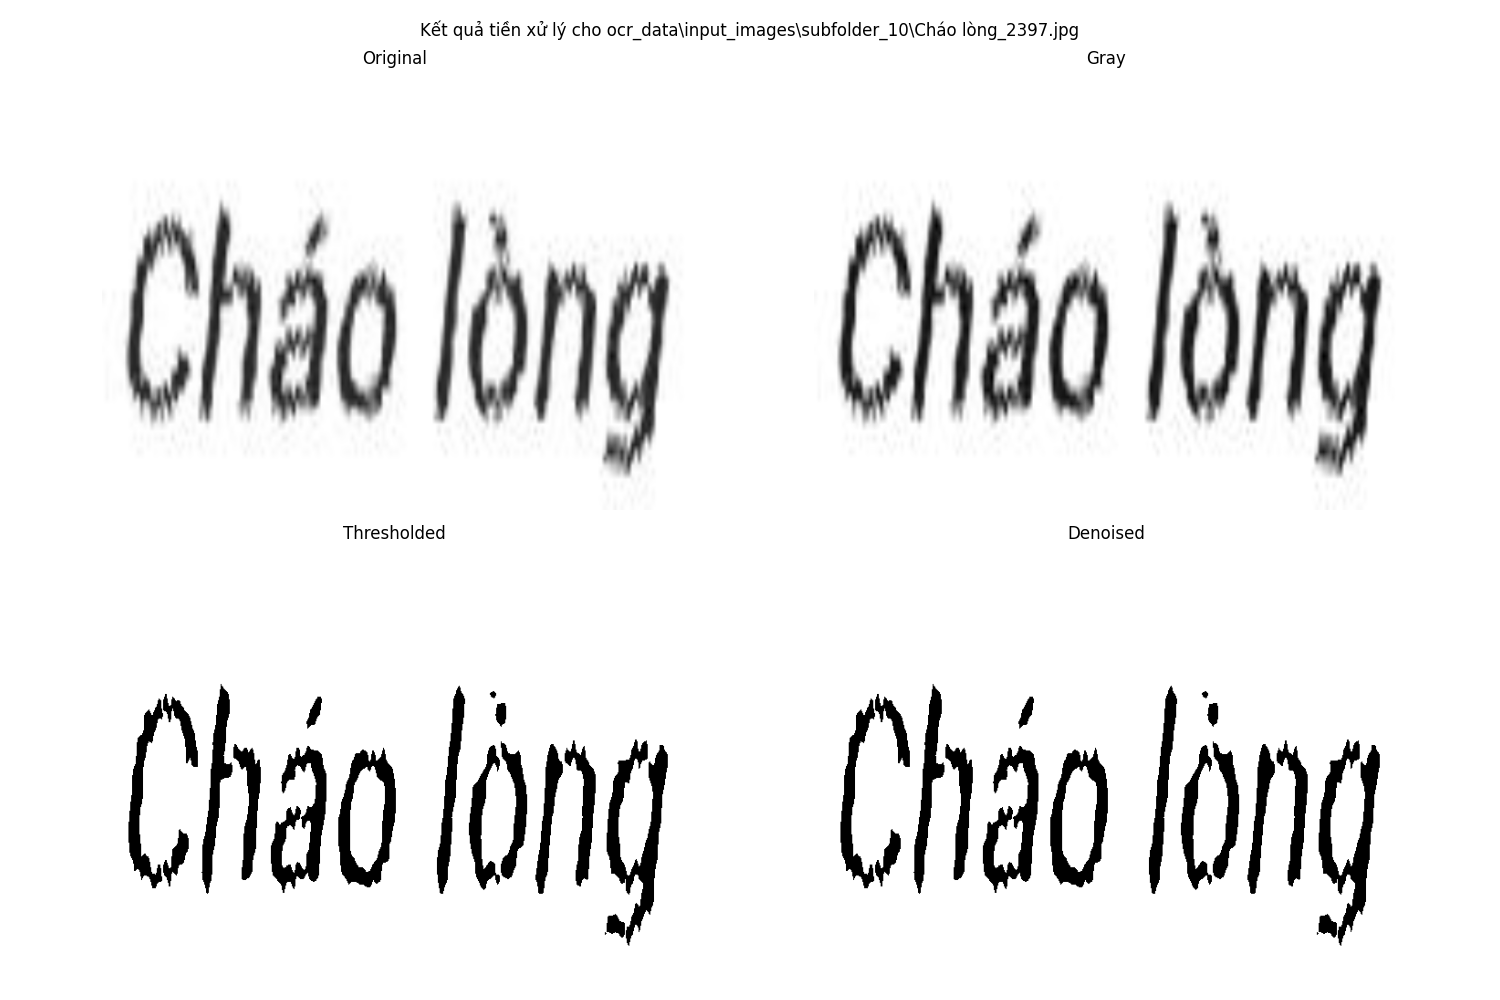 Kết quả tiền xử lý cho ocr_data\input_images\subfolder_10\Cháo lòng_2397.jpg
Original
Gray
Cháo lòng
Cháo lòng
Thresholded
Denoised
Cháo lòng
Cháo lòng